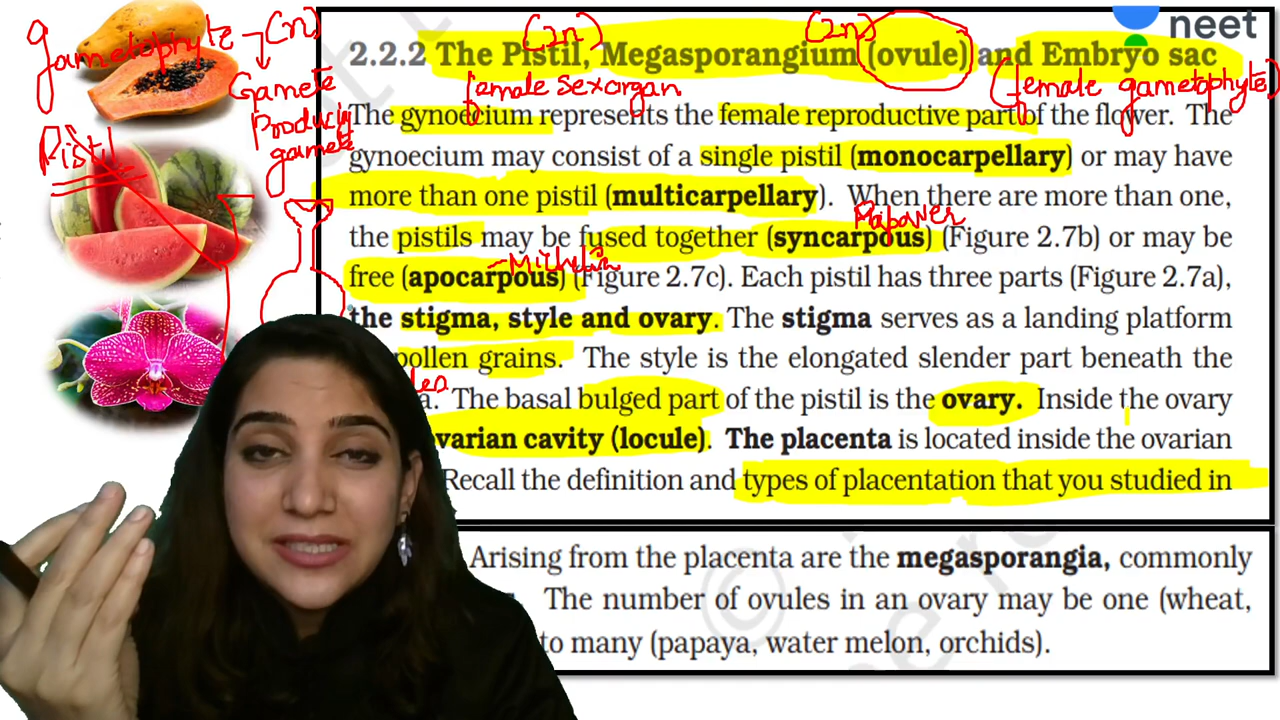 gametophyte → (n)
Gamete
Producing
gamete
Pistil
(2n)
(2n)
neet
2.2.2 The Pistil, Megasporangium (ovule) and Embryo sac
female sex organ
(female gametophyte)
The gynoecium represents the female reproductive part of the flower. The
gynoecium may consist of a single pistil (monocarpellary) or may have
more than one pistil (multicarpellary). When there are more than one,
Papaver
the pistils may be fused together (syncarpous) (Figure 2.7b) or may be
free (apocarpous) (Figure 2.7c). Each pistil has three parts (Figure 2.7a),
the stigma, style and ovary. The stigma serves as a landing platform
pollen grains. The style is the elongated slender part beneath the
a. The basal bulged part of the pistil is the ovary. Inside the ovary
ovarian cavity (locule). The placenta is located inside the ovarian
Recall the definition and types of placentation that you studied in
Arising from the placenta are the megasporangia, commonly
The number of ovules in an ovary may be one (wheat,
to many (papaya, water melon, orchids).